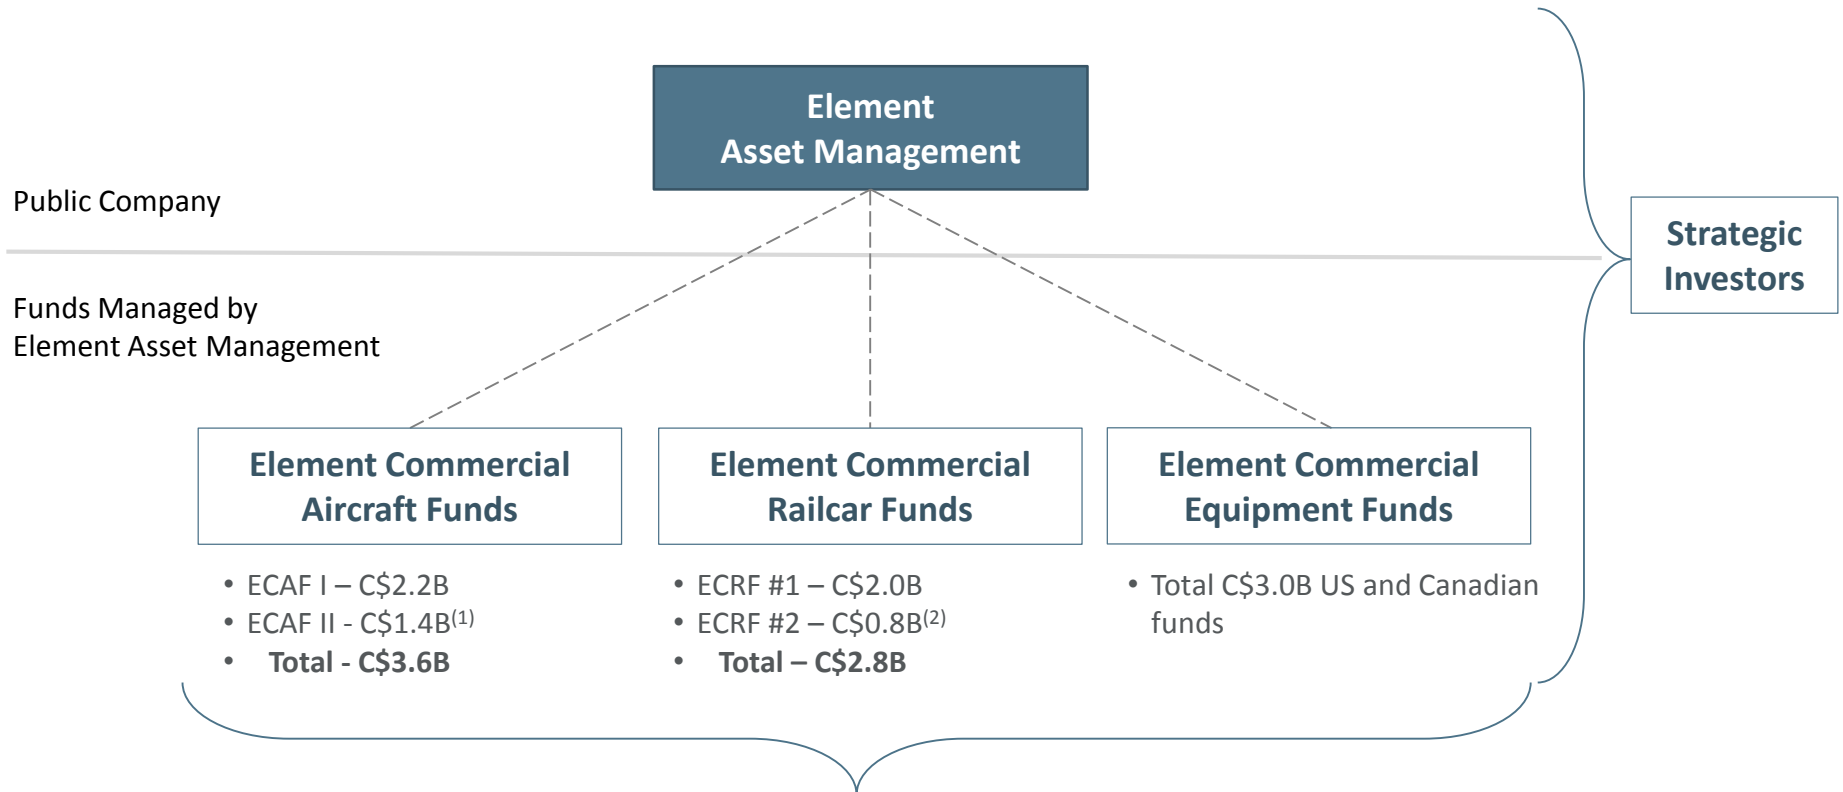 Element
Asset Management
Public Company
Strategic
Investors
Funds Managed by
Element Asset Management
Element Commercial
Aircraft Funds
• ECAF I – C$2.2B
• ECAF II - C$1.4B(1)
• Total - C$3.6B
Element Commercial
Railcar Funds
• ECRF #1 – C$2.0B
• ECRF #2 – C$0.8B(2)
• Total – C$2.8B
Element Commercial
Equipment Funds
• Total C$3.0B US and Canadian
funds